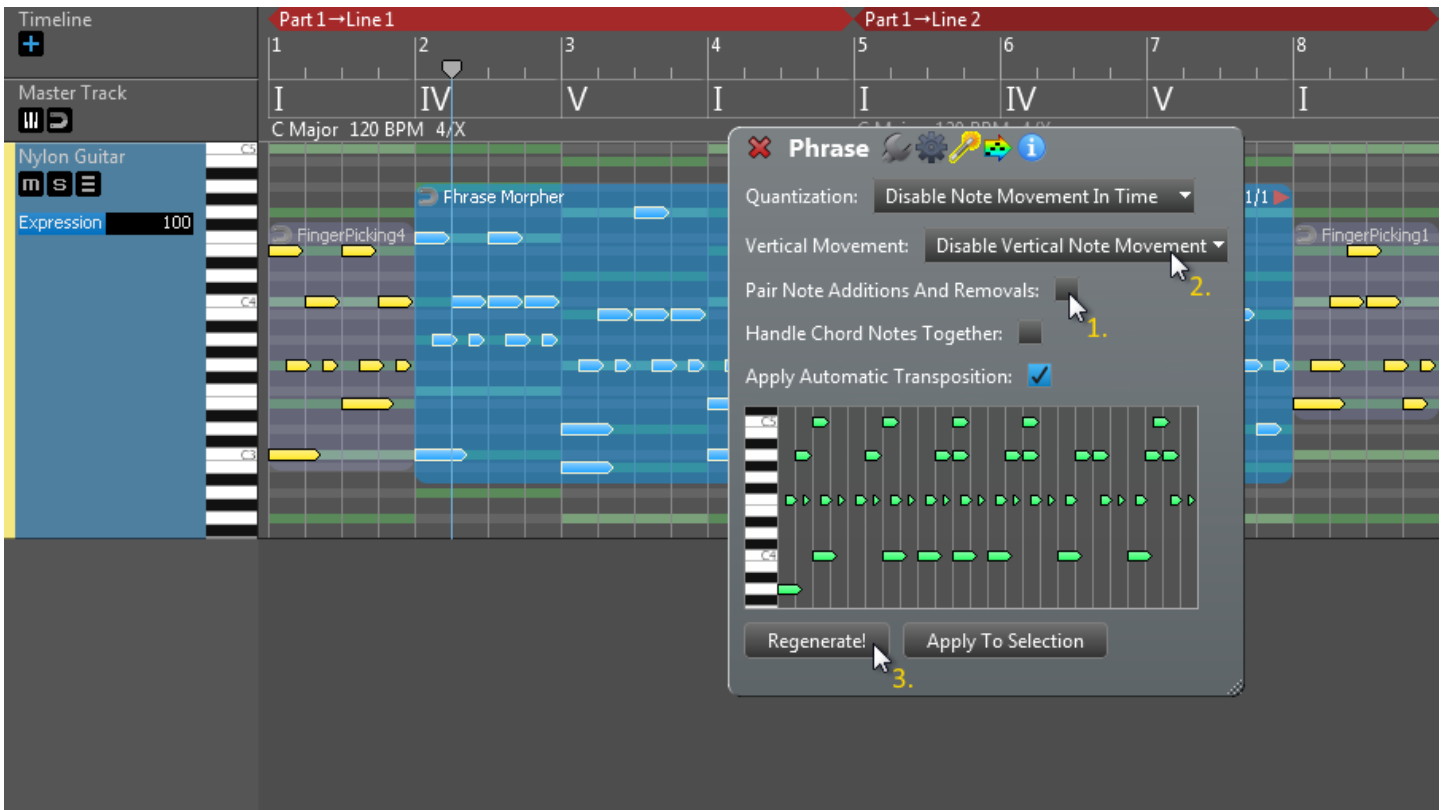 Timeline
Part 1→Line 1
Part 1→Line 2
1 2 3 4 5 6 7 8
Master Track
I IV V I I IV V I
C Major 120 BPM 4/X
Nylon Guitar
C5
m s
Expression 100
FingerPicking4
Fhrase Morpher
1/1
FingerPicking1
C4
C3
Phrase
Quantization: Disable Note Movement In Time
Vertical Movement: Disable Vertical Note Movement
2.
Pair Note Additions And Removals:
1.
Handle Chord Notes Together:
Apply Automatic Transposition:
C5
C4
Regenerate! Apply To Selection
3.